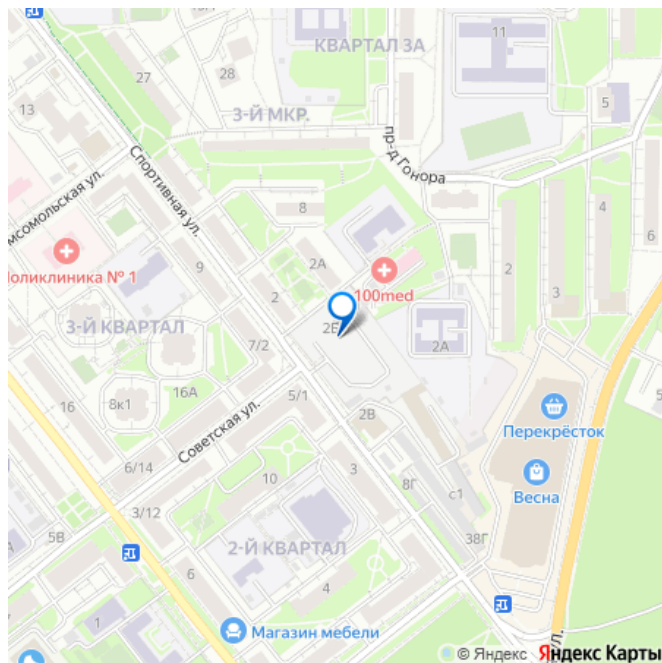 11
КВАРТАЛ 3А
28
27
5
13
3-Й МКР.
пр-д Гонора
Спортивная ул.
мсомольская ул.
8
4
6
Поликлиника № 1
9
2А
2
100med
2
3
3-Й КВАРТАЛ
7/2
2А
16А
8к1
5/1
16
Советская ул.
2В
Перекрёсток
6/14
3
Весна
10
8Г
с1
3/12
5В
2-Й КВАРТАЛ
38Г
6
4
1
Магазин мебели
© Яндекс Яндекс Карты